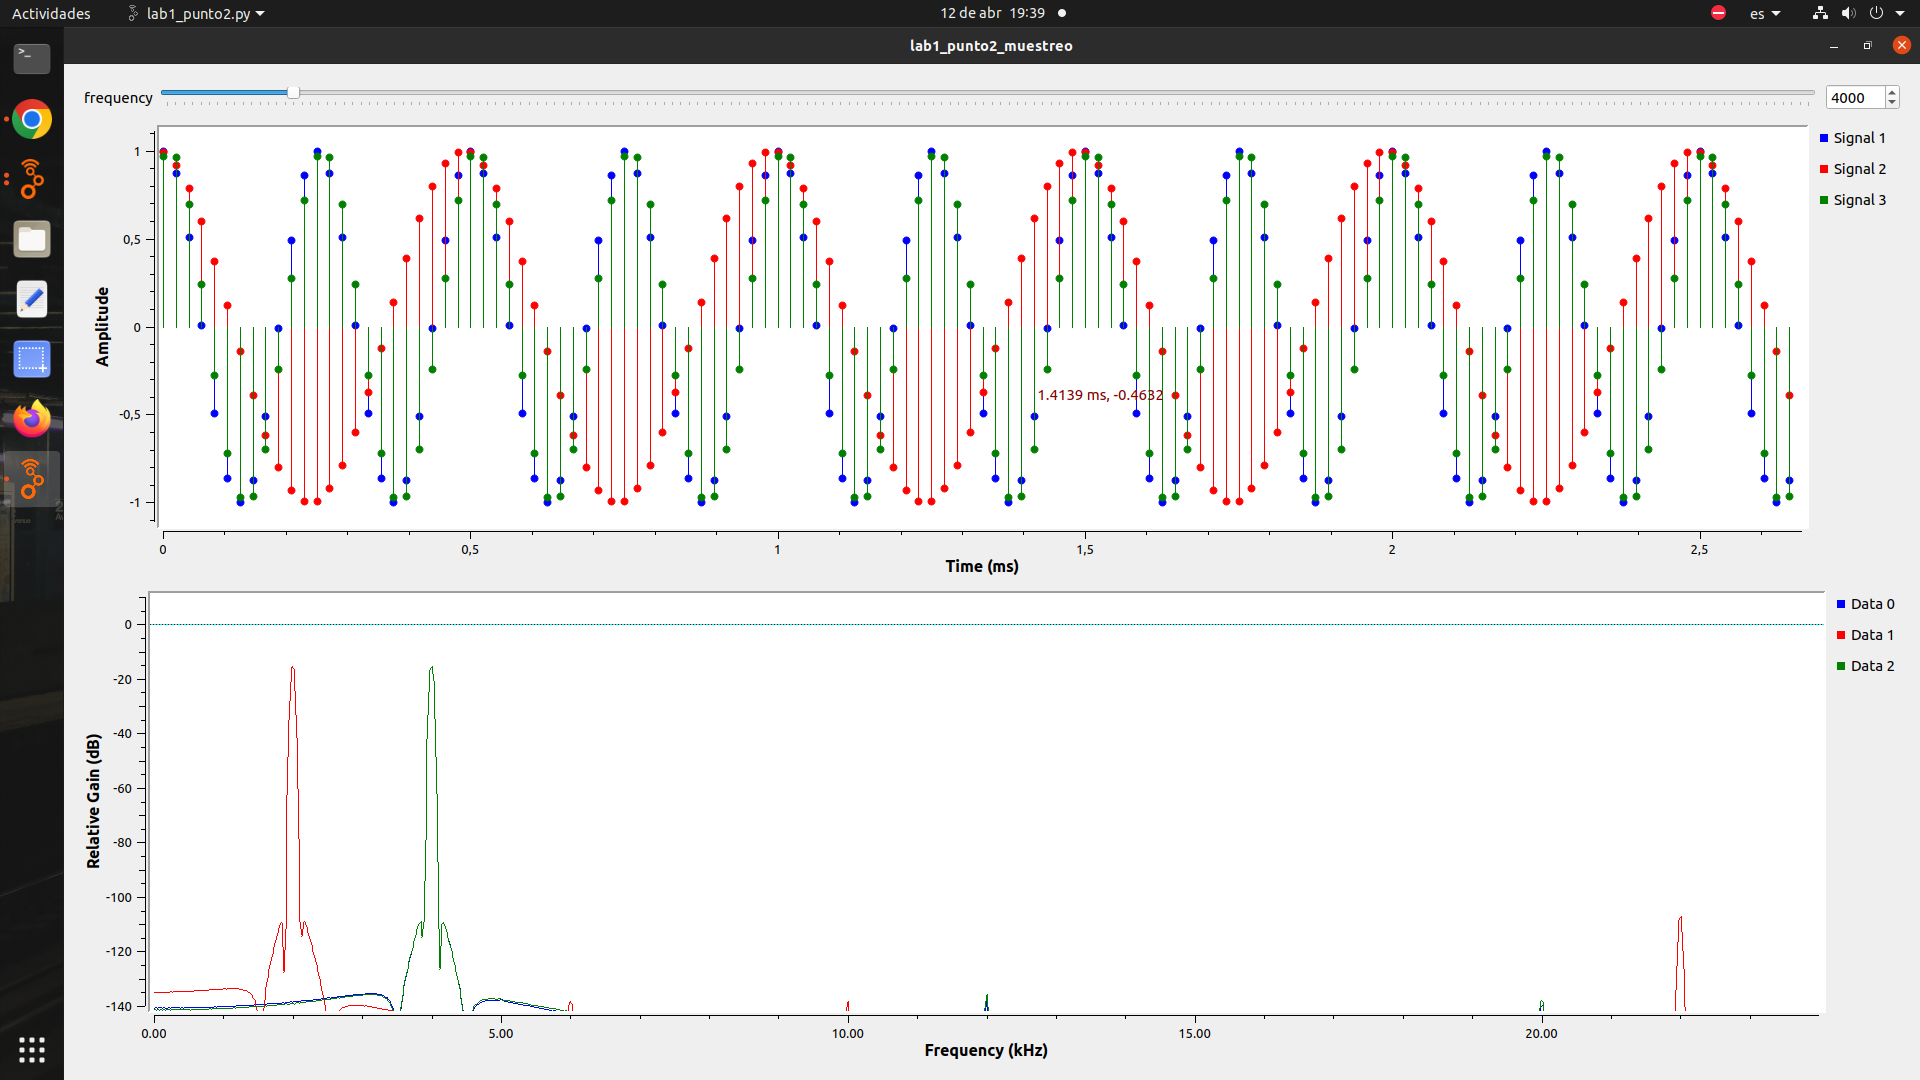 Actividades
lab1_punto2.py
12 de abr 19:39
es
lab1_punto2_muestreo
frequency
4000
Signal 1
Signal 2
Signal 3
1
0,5
0
-0,5
-1
Amplitude
1.4139 ms, -0.4632
0
0,5
1
1,5
2
2,5
Time (ms)
Data 0
Data 1
Data 2
0
-20
-40
-60
-80
-100
-120
-140
Relative Gain (dB)
0.00
5.00
10.00
15.00
20.00
Frequency (kHz)